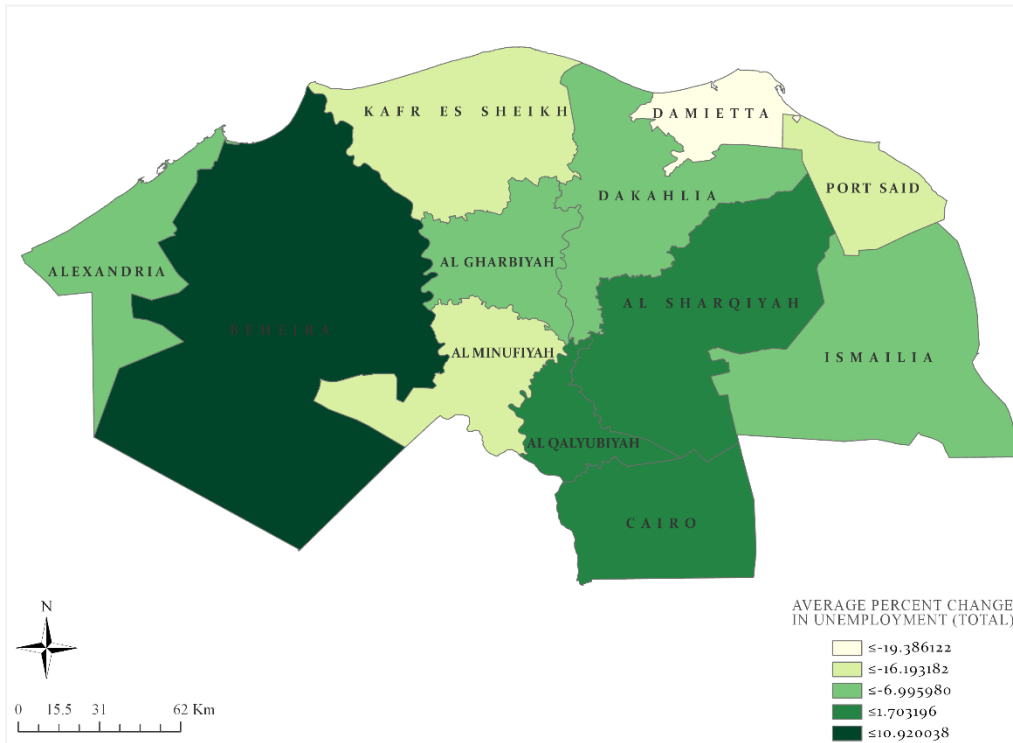 KAFR ES SHEIKH
DAMIETTA
PORT SAID
DAKAHLIA
ALEXANDRIA
AL GHARBIYAH
AL SHARQIYAH
BEHEIRA
AL MINUFIYAH
ISMAILIA
AL QALYUBIYAH
CAIRO
N
0 15.5 31 62 Km
AVERAGE PERCENT CHANGE
IN UNEMPLOYMENT (TOTAL)
≤-19.386122
≤-16.193182
≤-6.995980
≤1.703196
≤10.920038